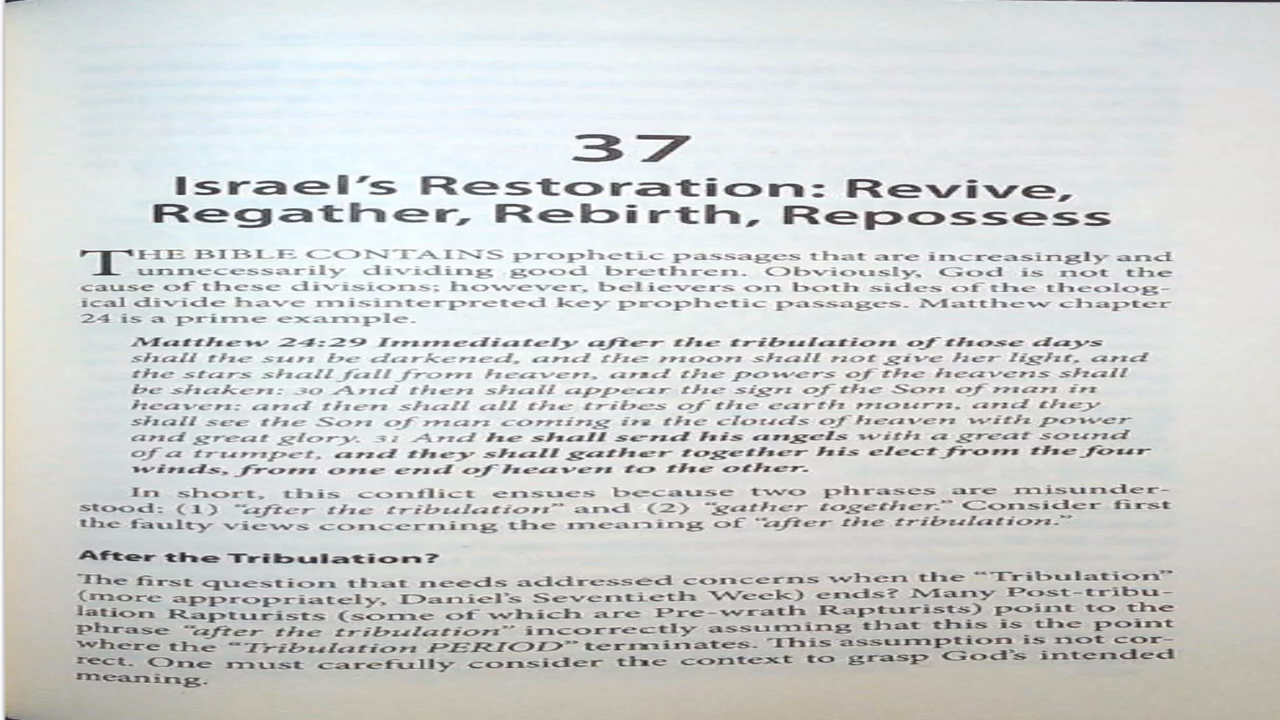 37
Israel's Restoration: Revive,
Regather, Rebirth, Repossess
THE BIBLE CONTAINS prophetic passages that are increasingly and
unnecessarily dividing good brethren. Obviously, God is not the
cause of these divisions; however, believers on both sides of the theolog-
ical divide have misinterpreted key prophetic passages. Matthew chapter
24 is a prime example.
Matthew 24:29 Immediately after the tribulation of those days
shall the sun be darkened, and the moon shall not give her light, and
the stars shall fall from heaven, and the powers of the heavens shall
be shaken: 30 And then shall appear the sign of the Son of man in
heaven: and then shall all the tribes of the earth mourn, and they
shall see the Son of man coming in the clouds of heaven with power
and great glory. 31 And he shall send his angels with a great sound
of a trumpet, and they shall gather together his elect from the four
winds, from one end of heaven to the other.
In short, this conflict ensues because two phrases are misunder-
stood: (1) "after the tribulation" and (2) "gather together." Consider first
the faulty views concerning the meaning of "after the tribulation."
After the Tribulation?
The first question that needs addressed concerns when the "Tribulation"
(more appropriately, Daniel's Seventieth Week) ends? Many Post-tribu-
lation Rapturists (some of which are Pre-wrath Rapturists) point to the
phrase "after the tribulation" incorrectly assuming that this is the point
where the "Tribulation PERIOD" terminates. This assumption is not cor-
rect. One must carefully consider the context to grasp God's intended
meaning.